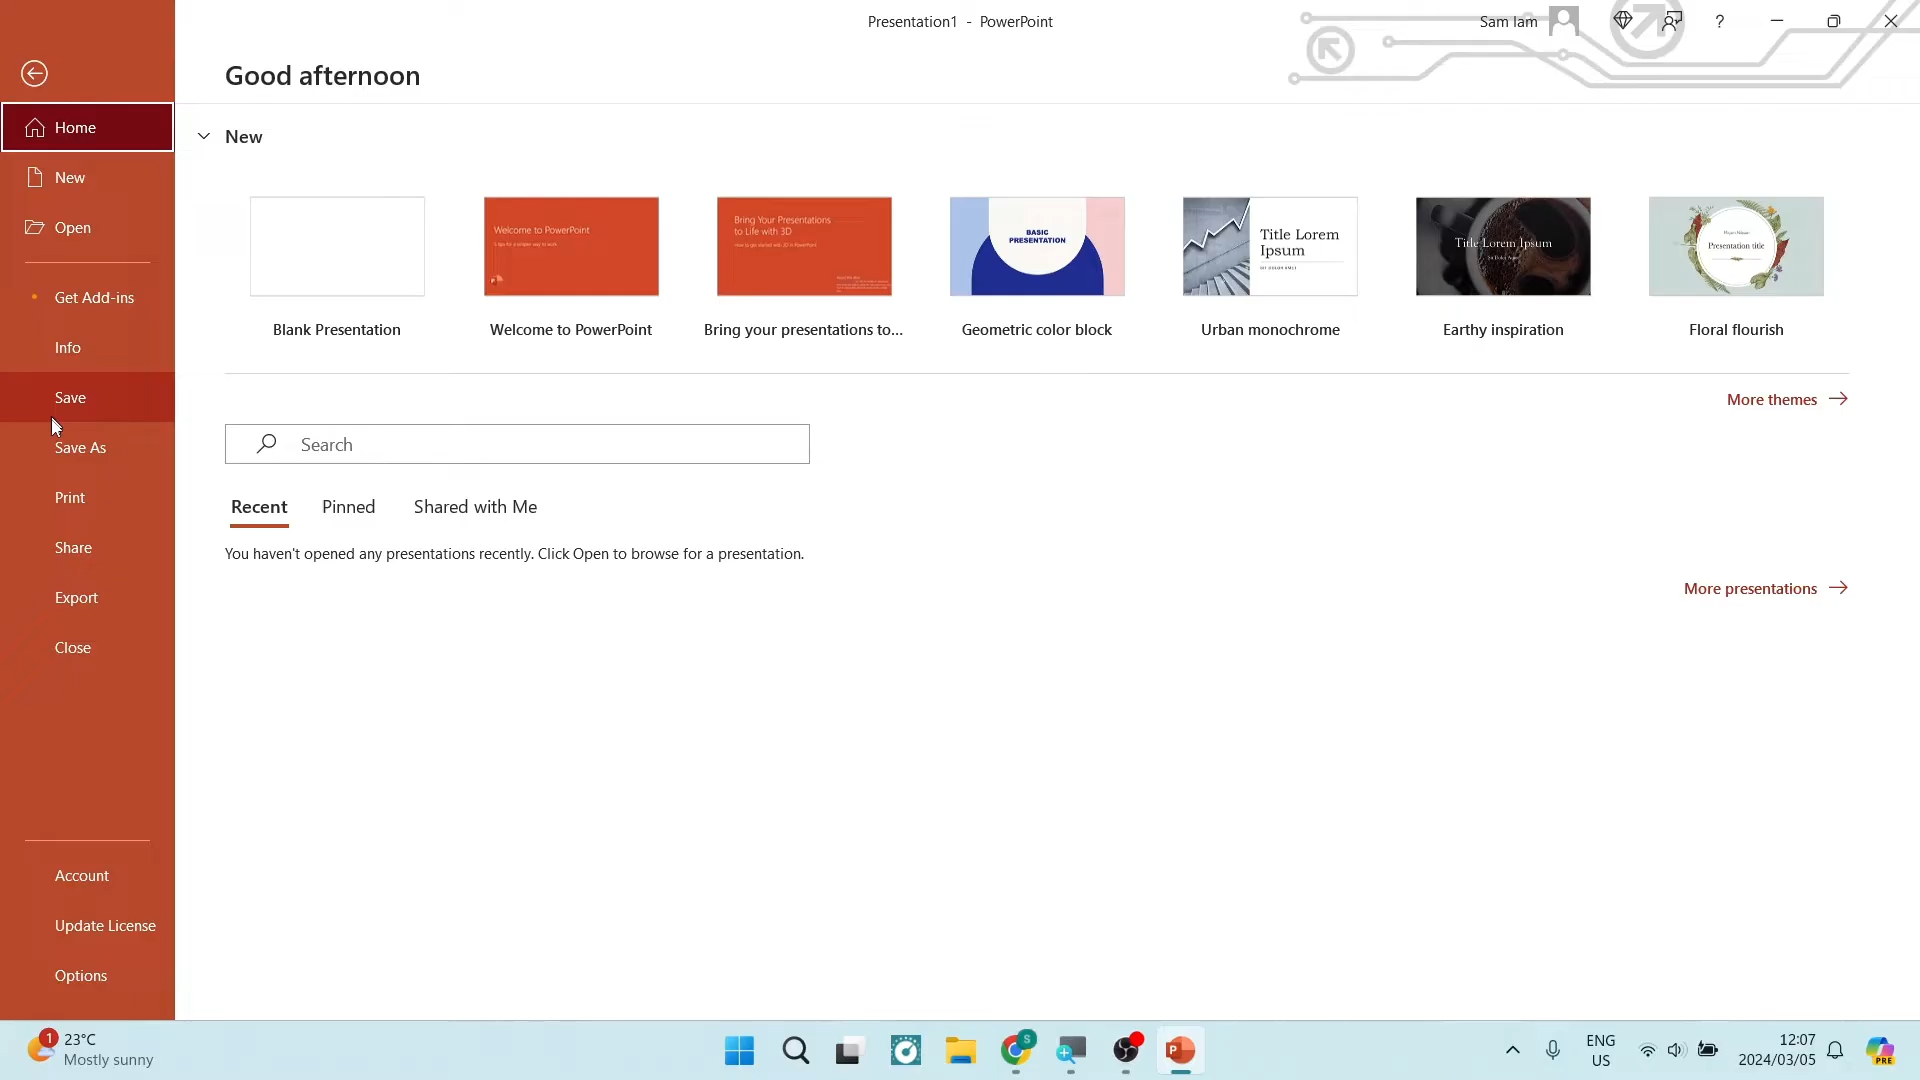 Presentation1 - PowerPoint
Sam Iam
?
Good afternoon
Home
New
Open
Get Add-ins
Info
Save
Save As
Print
Share
Export
Close
Account
Update License
Options
New
Welcome to PowerPoint
Bring Your Presentations
to Life with 3D
BASIC
PRESENTATION
Title Lorem
Ipsum
SIT DOLOR AMET
Title Lorem Ipsum
Presentation title
Blank Presentation
Welcome to PowerPoint
Bring your presentations to...
Geometric color block
Urban monochrome
Earthy inspiration
Floral flourish
More themes
Search
Recent
Pinned
Shared with Me
You haven't opened any presentations recently. Click Open to browse for a presentation.
More presentations
1
23°C
Mostly sunny
S
P
ENG
US
12:07
2024/03/05
PRE